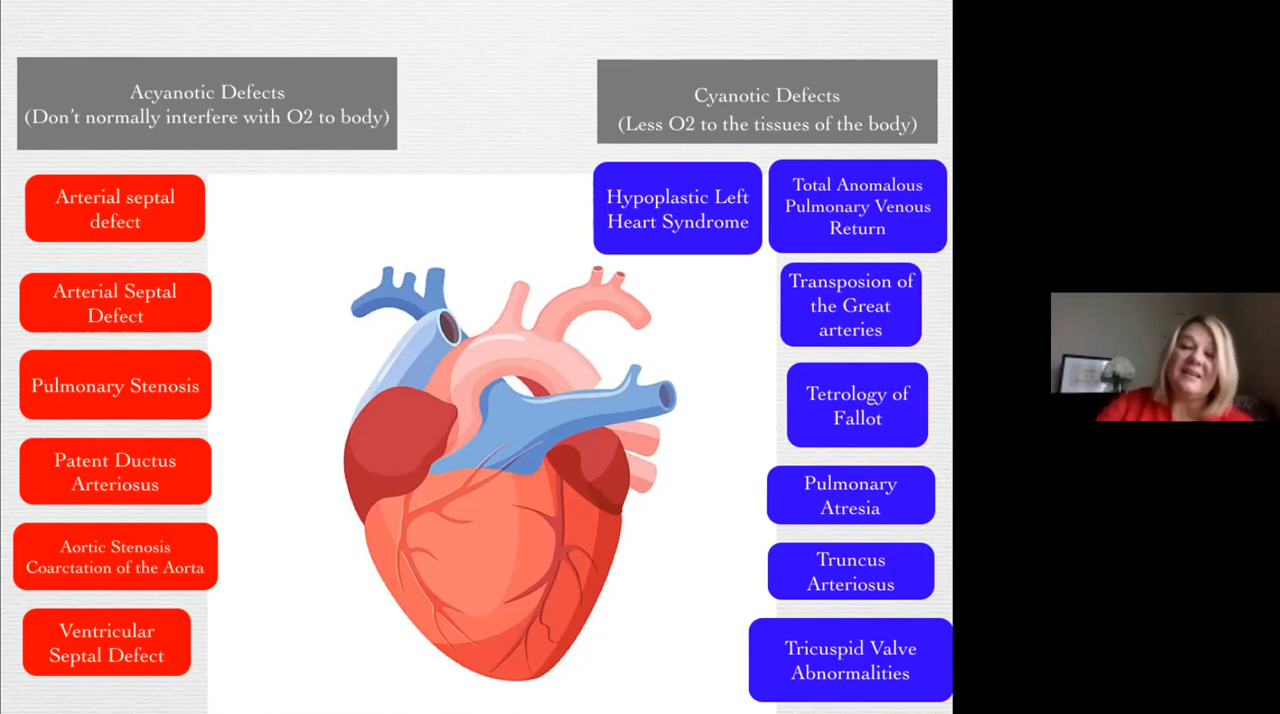 Acyanotic Defects
(Don't normally interfere with O2 to body)
Arterial septal
defect
Arterial Septal
Defect
Pulmonary Stenosis
Patent Ductus
Arteriosus
Aortic Stenosis
Coarctation of the Aorta
Ventricular
Septal Defect
Cyanotic Defects
(Less O2 to the tissues of the body)
Hypoplastic Left
Heart Syndrome
Total Anomalous
Pulmonary Venous
Return
Transposion of
the Great
arteries
Tetrology of
Fallot
Pulmonary
Atresia
Truncus
Arteriosus
Tricuspid Valve
Abnormalities